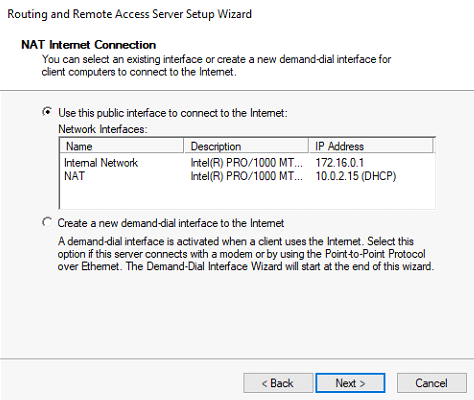 Routing and Remote Access Server Setup Wizard
NAT Internet Connection
You can select an existing interface or create a new demand-dial interface for
client computers to connect to the Internet.
Use this public interface to connect to the Internet:
Network Interfaces:
Name Description IP Address
Internal Network Intel(R) PRO/1000 MT... 172.16.0.1
NAT Intel(R) PRO/1000 MT... 10.0.2.15 (DHCP)
Create a new demand-dial interface to the Internet
A demand-dial interface is activated when a client uses the Internet. Select this
option if this server connects with a modem or by using the Point-to-Point Protocol
over Ethernet. The Demand-Dial Interface Wizard will start at the end of this wizard.
< Back Next > Cancel